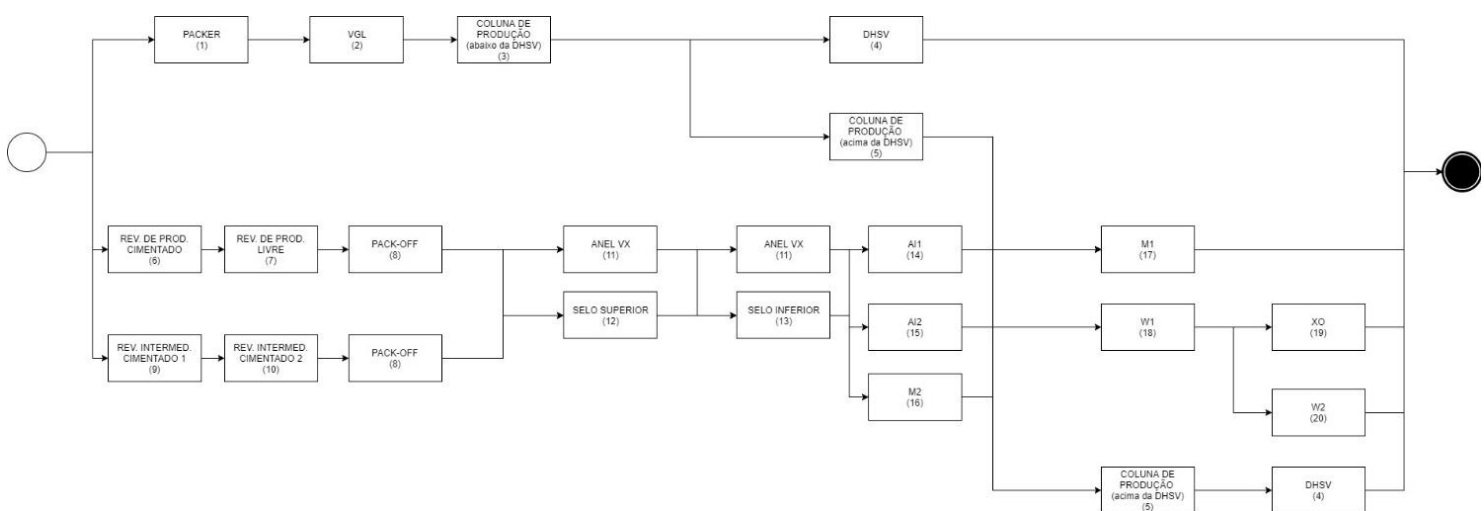 PACKER
(1)
VGL
(2)
COLUNA DE
PRODUÇÃO
(abaixo da DHSV)
(3)
DHSV
(4)
COLUNA DE
PRODUÇÃO
(acima da DHSV)
(5)
REV. DE PROD.
CIMENTADO
(6)
REV. DE PROD.
LIVRE
(7)
PACK-OFF
(8)
ANEL VX
(11)
ANEL VX
(11)
AI1
(14)
M1
(17)
SELO SUPERIOR
(12)
SELO INFERIOR
(13)
AI2
(15)
W1
(18)
XO
(19)
REV. INTERMED.
CIMENTADO 1
(9)
REV. INTERMED.
CIMENTADO 2
(10)
PACK-OFF
(8)
M2
(16)
W2
(20)
COLUNA DE
PRODUÇÃO
(acima da DHSV)
(5)
DHSV
(4)